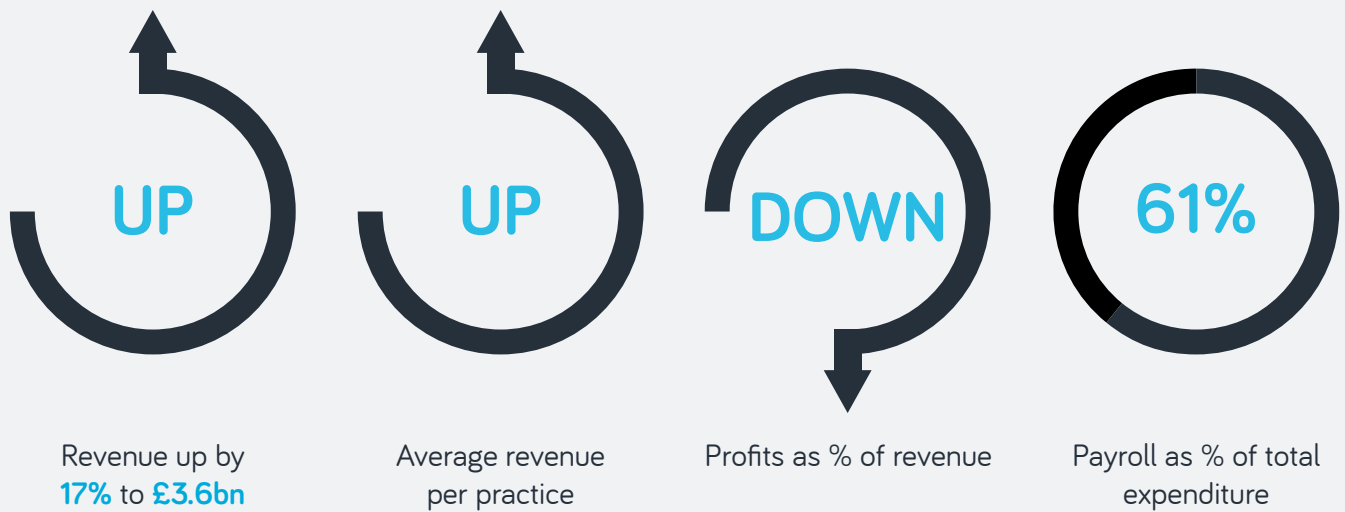 UP
Revenue up by
17% to £3.6bn
UP
Average revenue
per practice
DOWN
Profits as % of revenue
61%
Payroll as % of total
expenditure